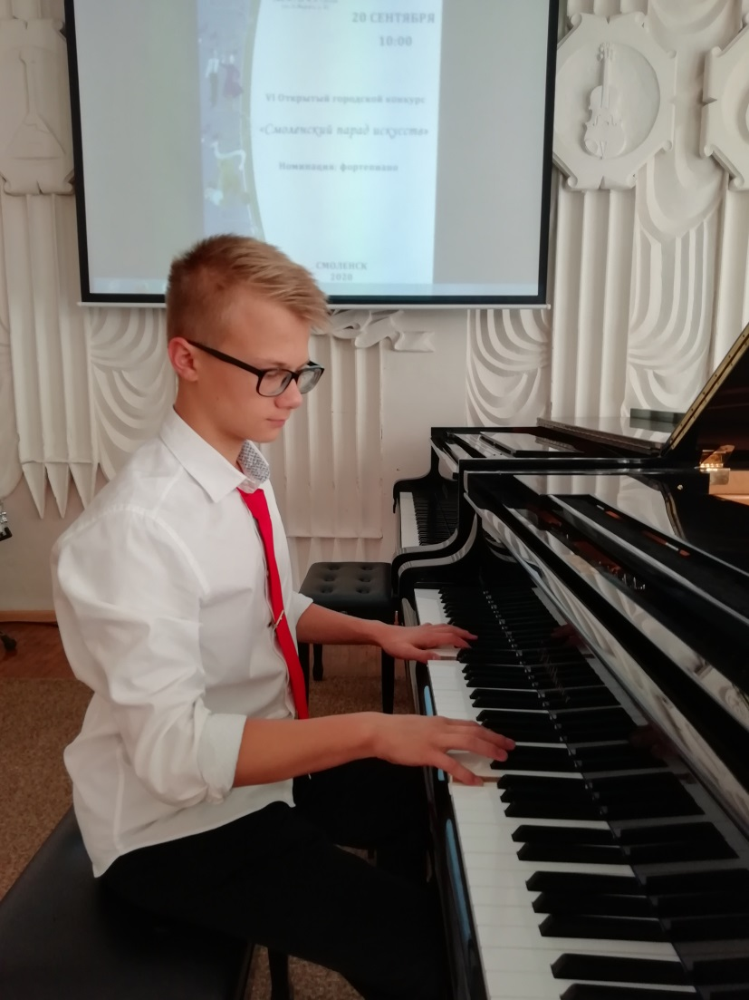 20 СЕНТЯБРЯ
10:00
VI Открытый городской конкурс
«Смоленский парад искусств»
Номинация: фортепиано
СМОЛЕНСК
2020